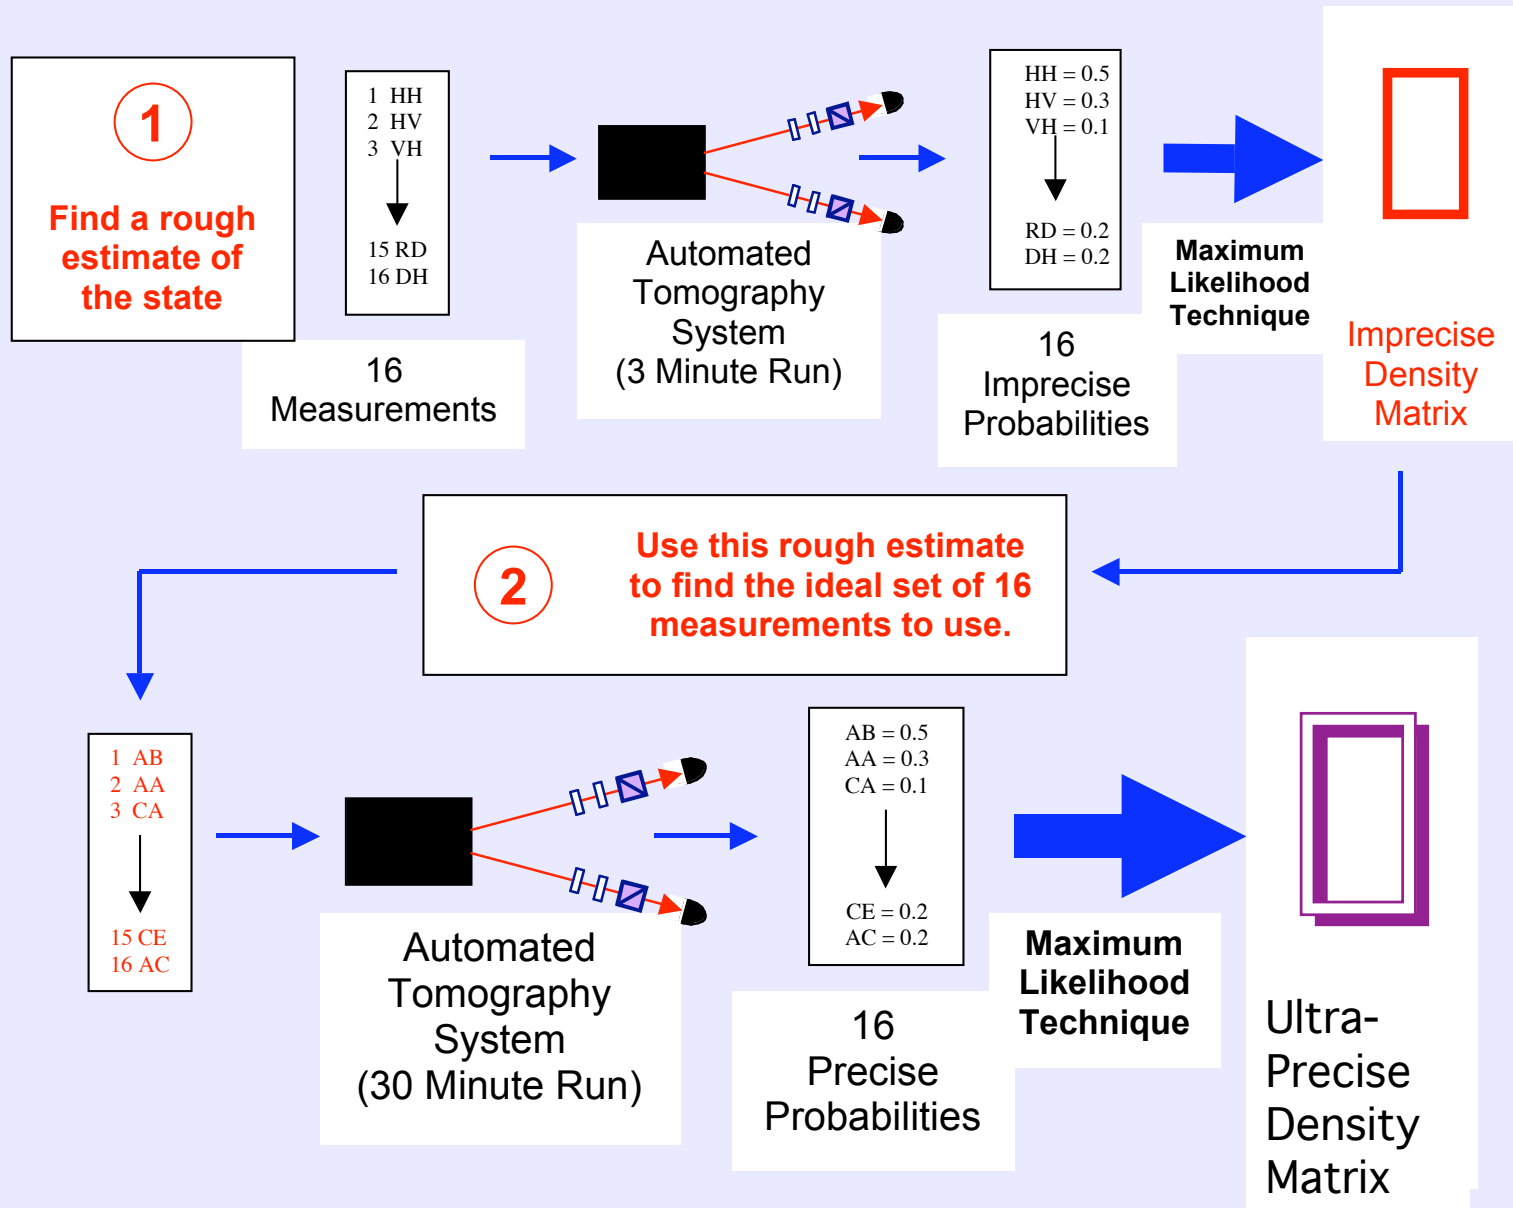 1
Find a rough
estimate of
the state
1 HH
2 HV
3 VH
15 RD
16 DH
16
Measurements
Automated
Tomography
System
(3 Minute Run)
HH = 0.5
HV = 0.3
VH = 0.1
RD = 0.2
DH = 0.2
16
Imprecise
Probabilities
Maximum
Likelihood
Technique
Imprecise
Density
Matrix
2
Use this rough estimate
to find the ideal set of 16
measurements to use.
1 AB
2 AA
3 CA
15 CE
16 AC
Automated
Tomography
System
(30 Minute Run)
AB = 0.5
AA = 0.3
CA = 0.1
CE = 0.2
AC = 0.2
16
Precise
Probabilities
Maximum
Likelihood
Technique
Ultra-
Precise
Density
Matrix